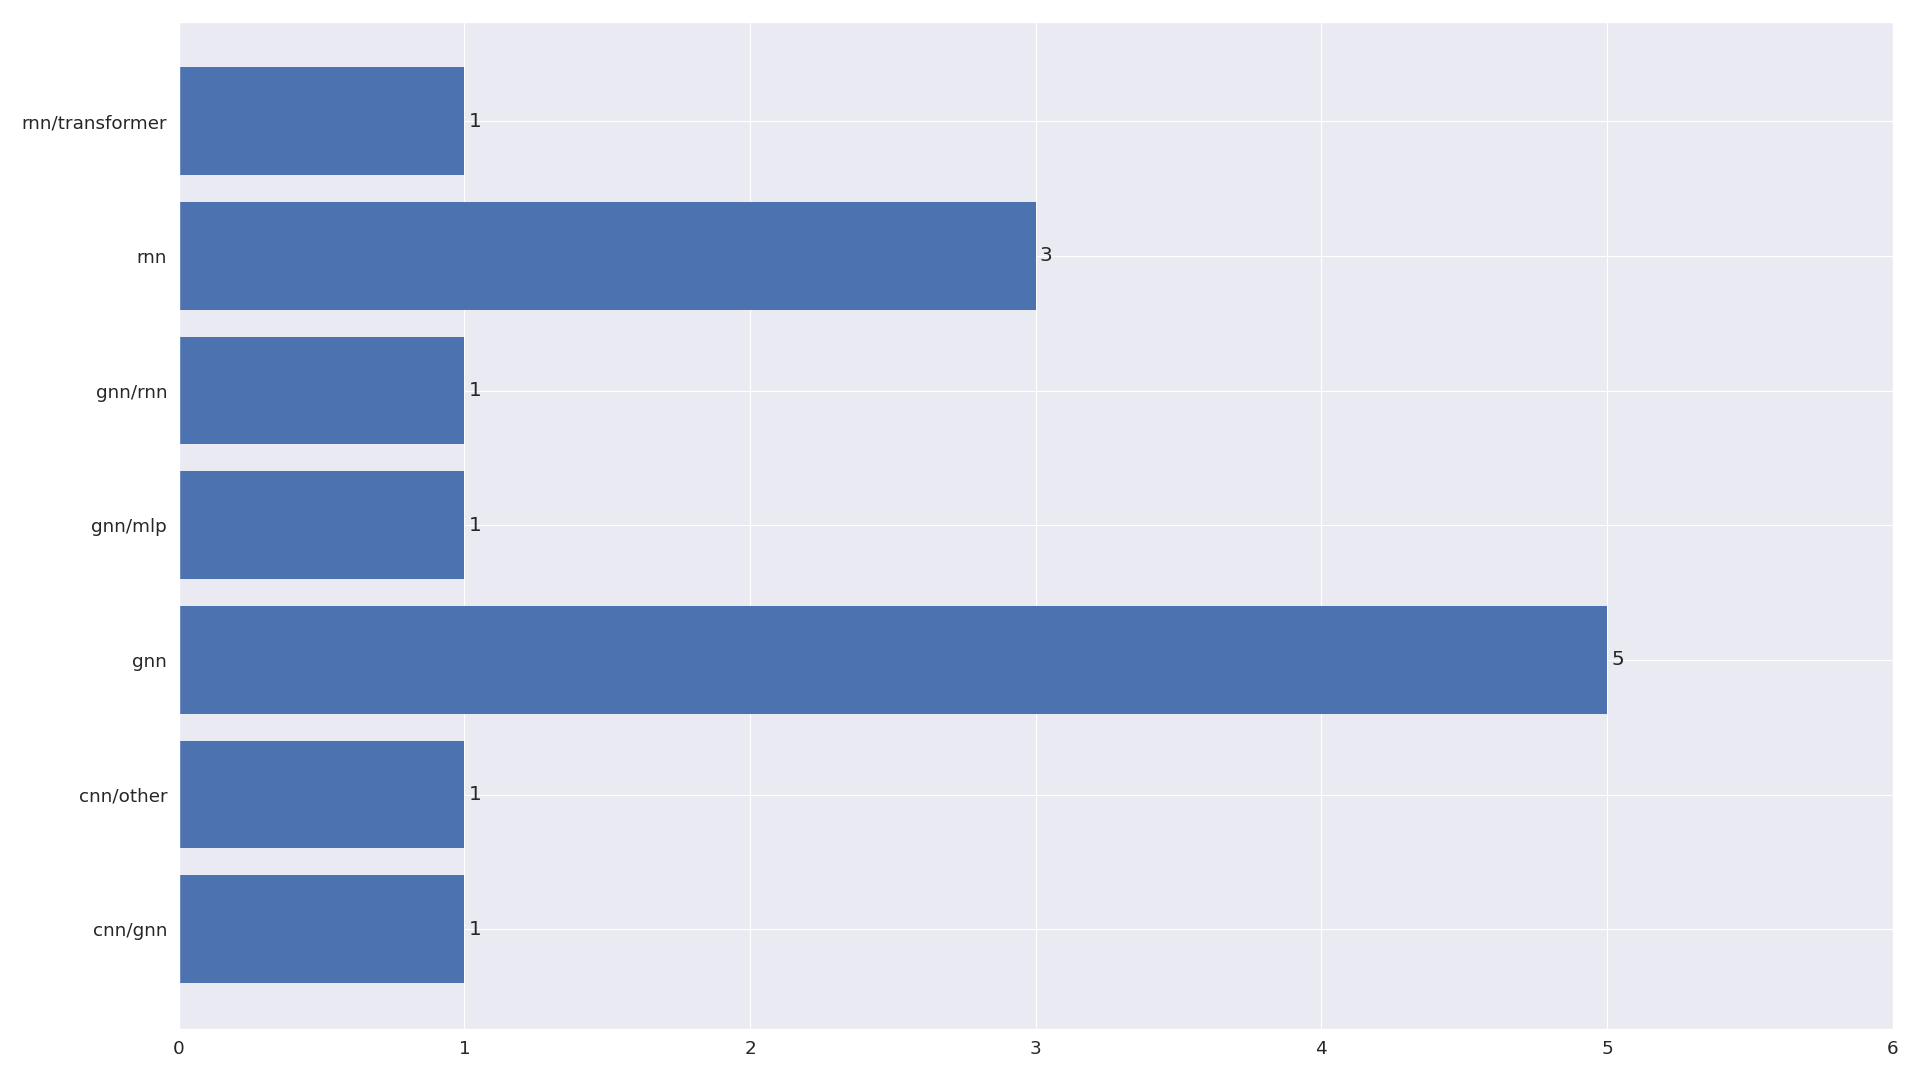 rnn/transformer 1
rnn 3
gnn/rnn 1
gnn/mlp 1
gnn 5
cnn/other 1
cnn/gnn 1
0 1 2 3 4 5 6